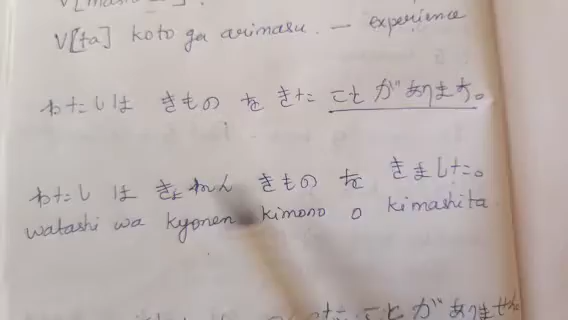 V[ta] koto ga arimasu. — experience
わたしは きもの を きた ことがあります。
わたし は きょねん きもの を きました。
watashi wa kyonen kimono o kimashita
た ことがありません